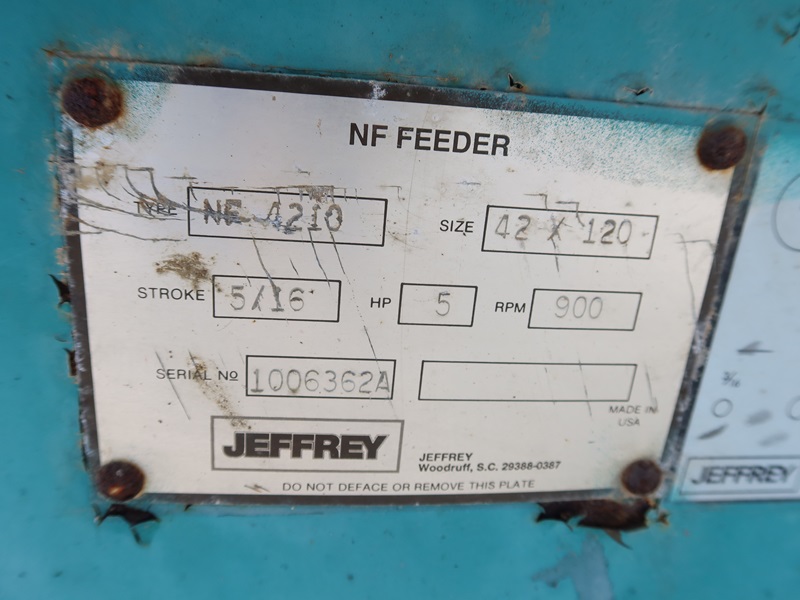 NF FEEDER
TYPE NF 4210 SIZE 42 X 120
STROKE 5/16" HP 5 RPM 900
SERIAL Nº 1006362A
MADE IN
USA
JEFFREY
JEFFREY
Woodruff, S.C. 29388-0387
DO NOT DEFACE OR REMOVE THIS PLATE
JEFFREY